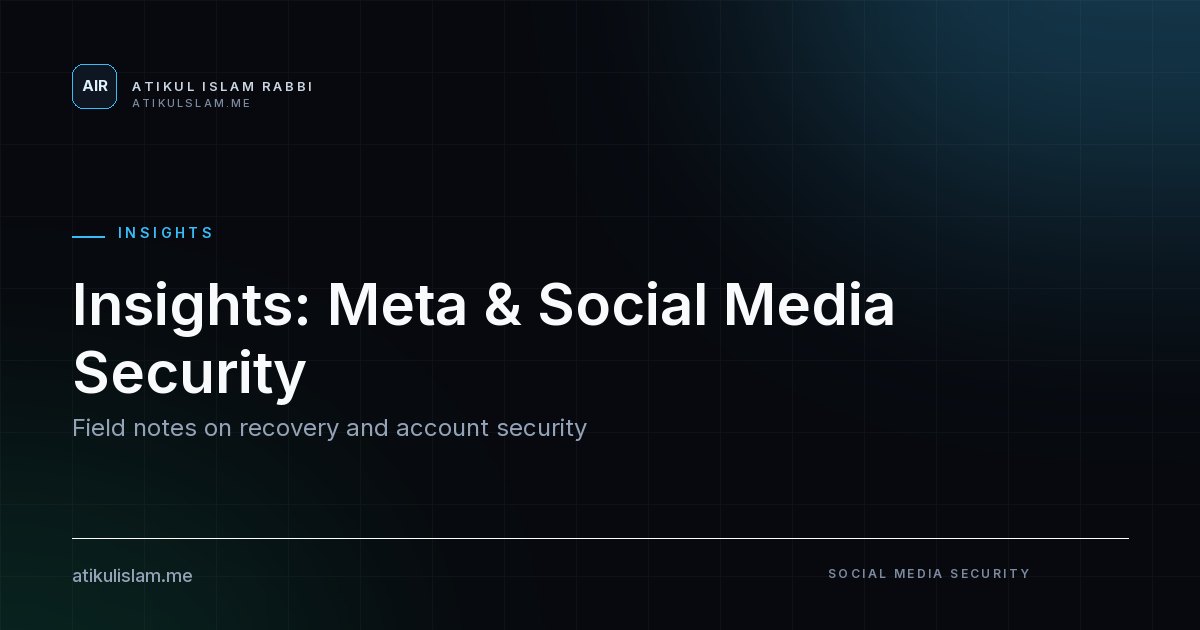 AIR
ATIKUL ISLAM RABBI
ATIKULSLAM.ME
INSIGHTS
Insights: Meta & Social Media
Security
Field notes on recovery and account security
atikulislam.me
SOCIAL MEDIA SECURITY